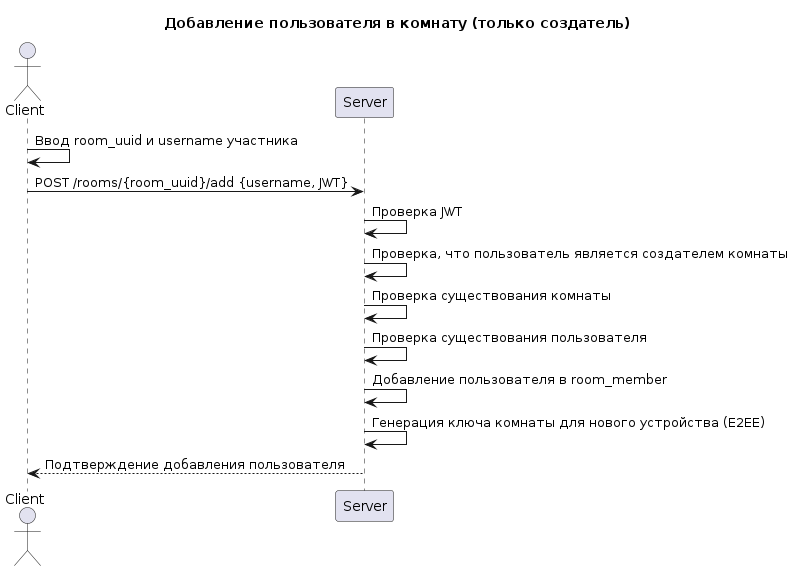 Добавление пользователя в комнату (только создатель)
Client
Server
Ввод room_uuid и username участника
POST /rooms/{room_uuid}/add {username, JWT}
Проверка JWT
Проверка, что пользователь является создателем комнаты
Проверка существования комнаты
Проверка существования пользователя
Добавление пользователя в room_member
Генерация ключа комнаты для нового устройства (E2EE)
Подтверждение добавления пользователя
Client
Server